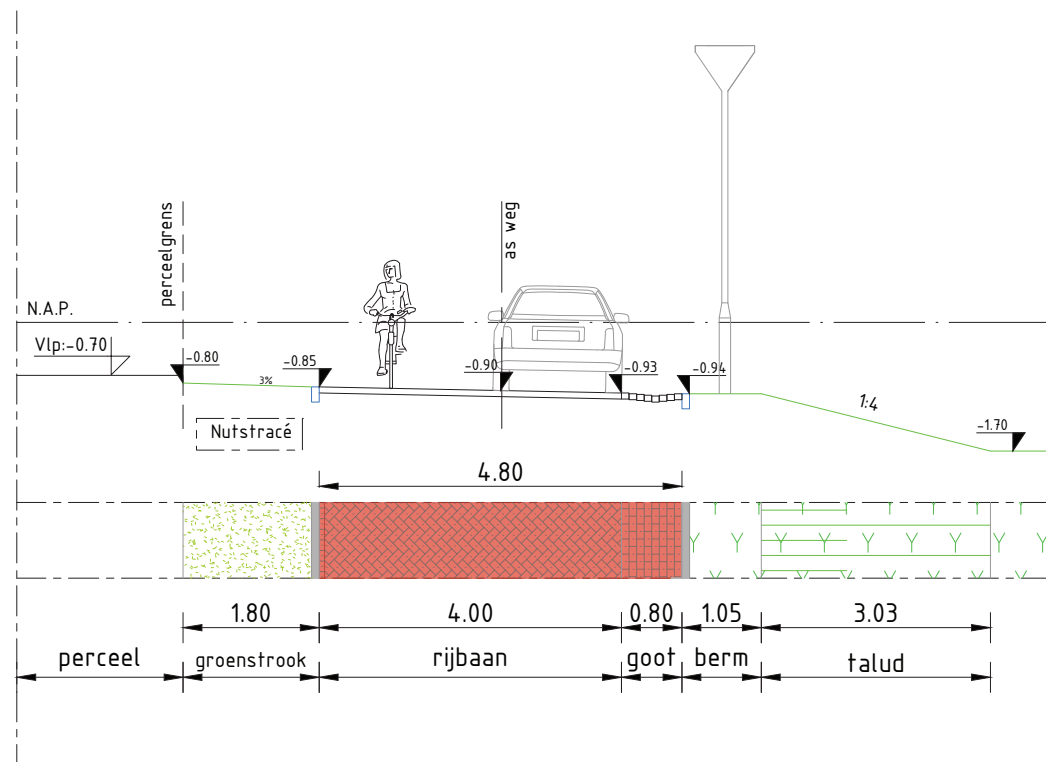 perceelgrens
as weg
N.A.P.
Vlp:-0.70
-0.80
-0.85
-0.90
-0.93
-0.94
3%
1:4
-1.70
Nutstracé
4.80
1.80
4.00
0.80
1.05
3.03
perceel
groenstrook
rijbaan
goot
berm
talud